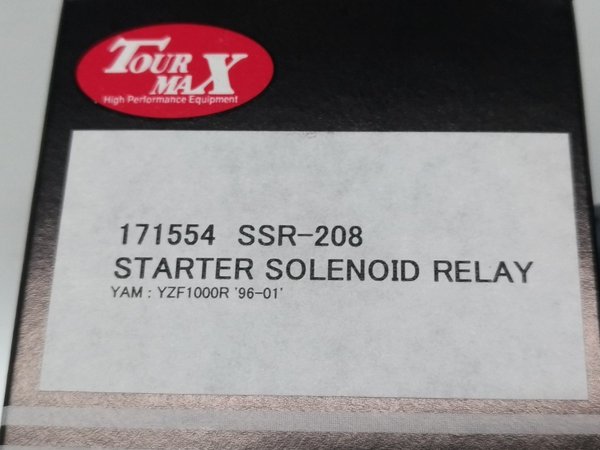 TOUR
MAX
High Performance Equipment
171554 SSR-208
STARTER SOLENOID RELAY
YAM : YZF1000R '96-01'